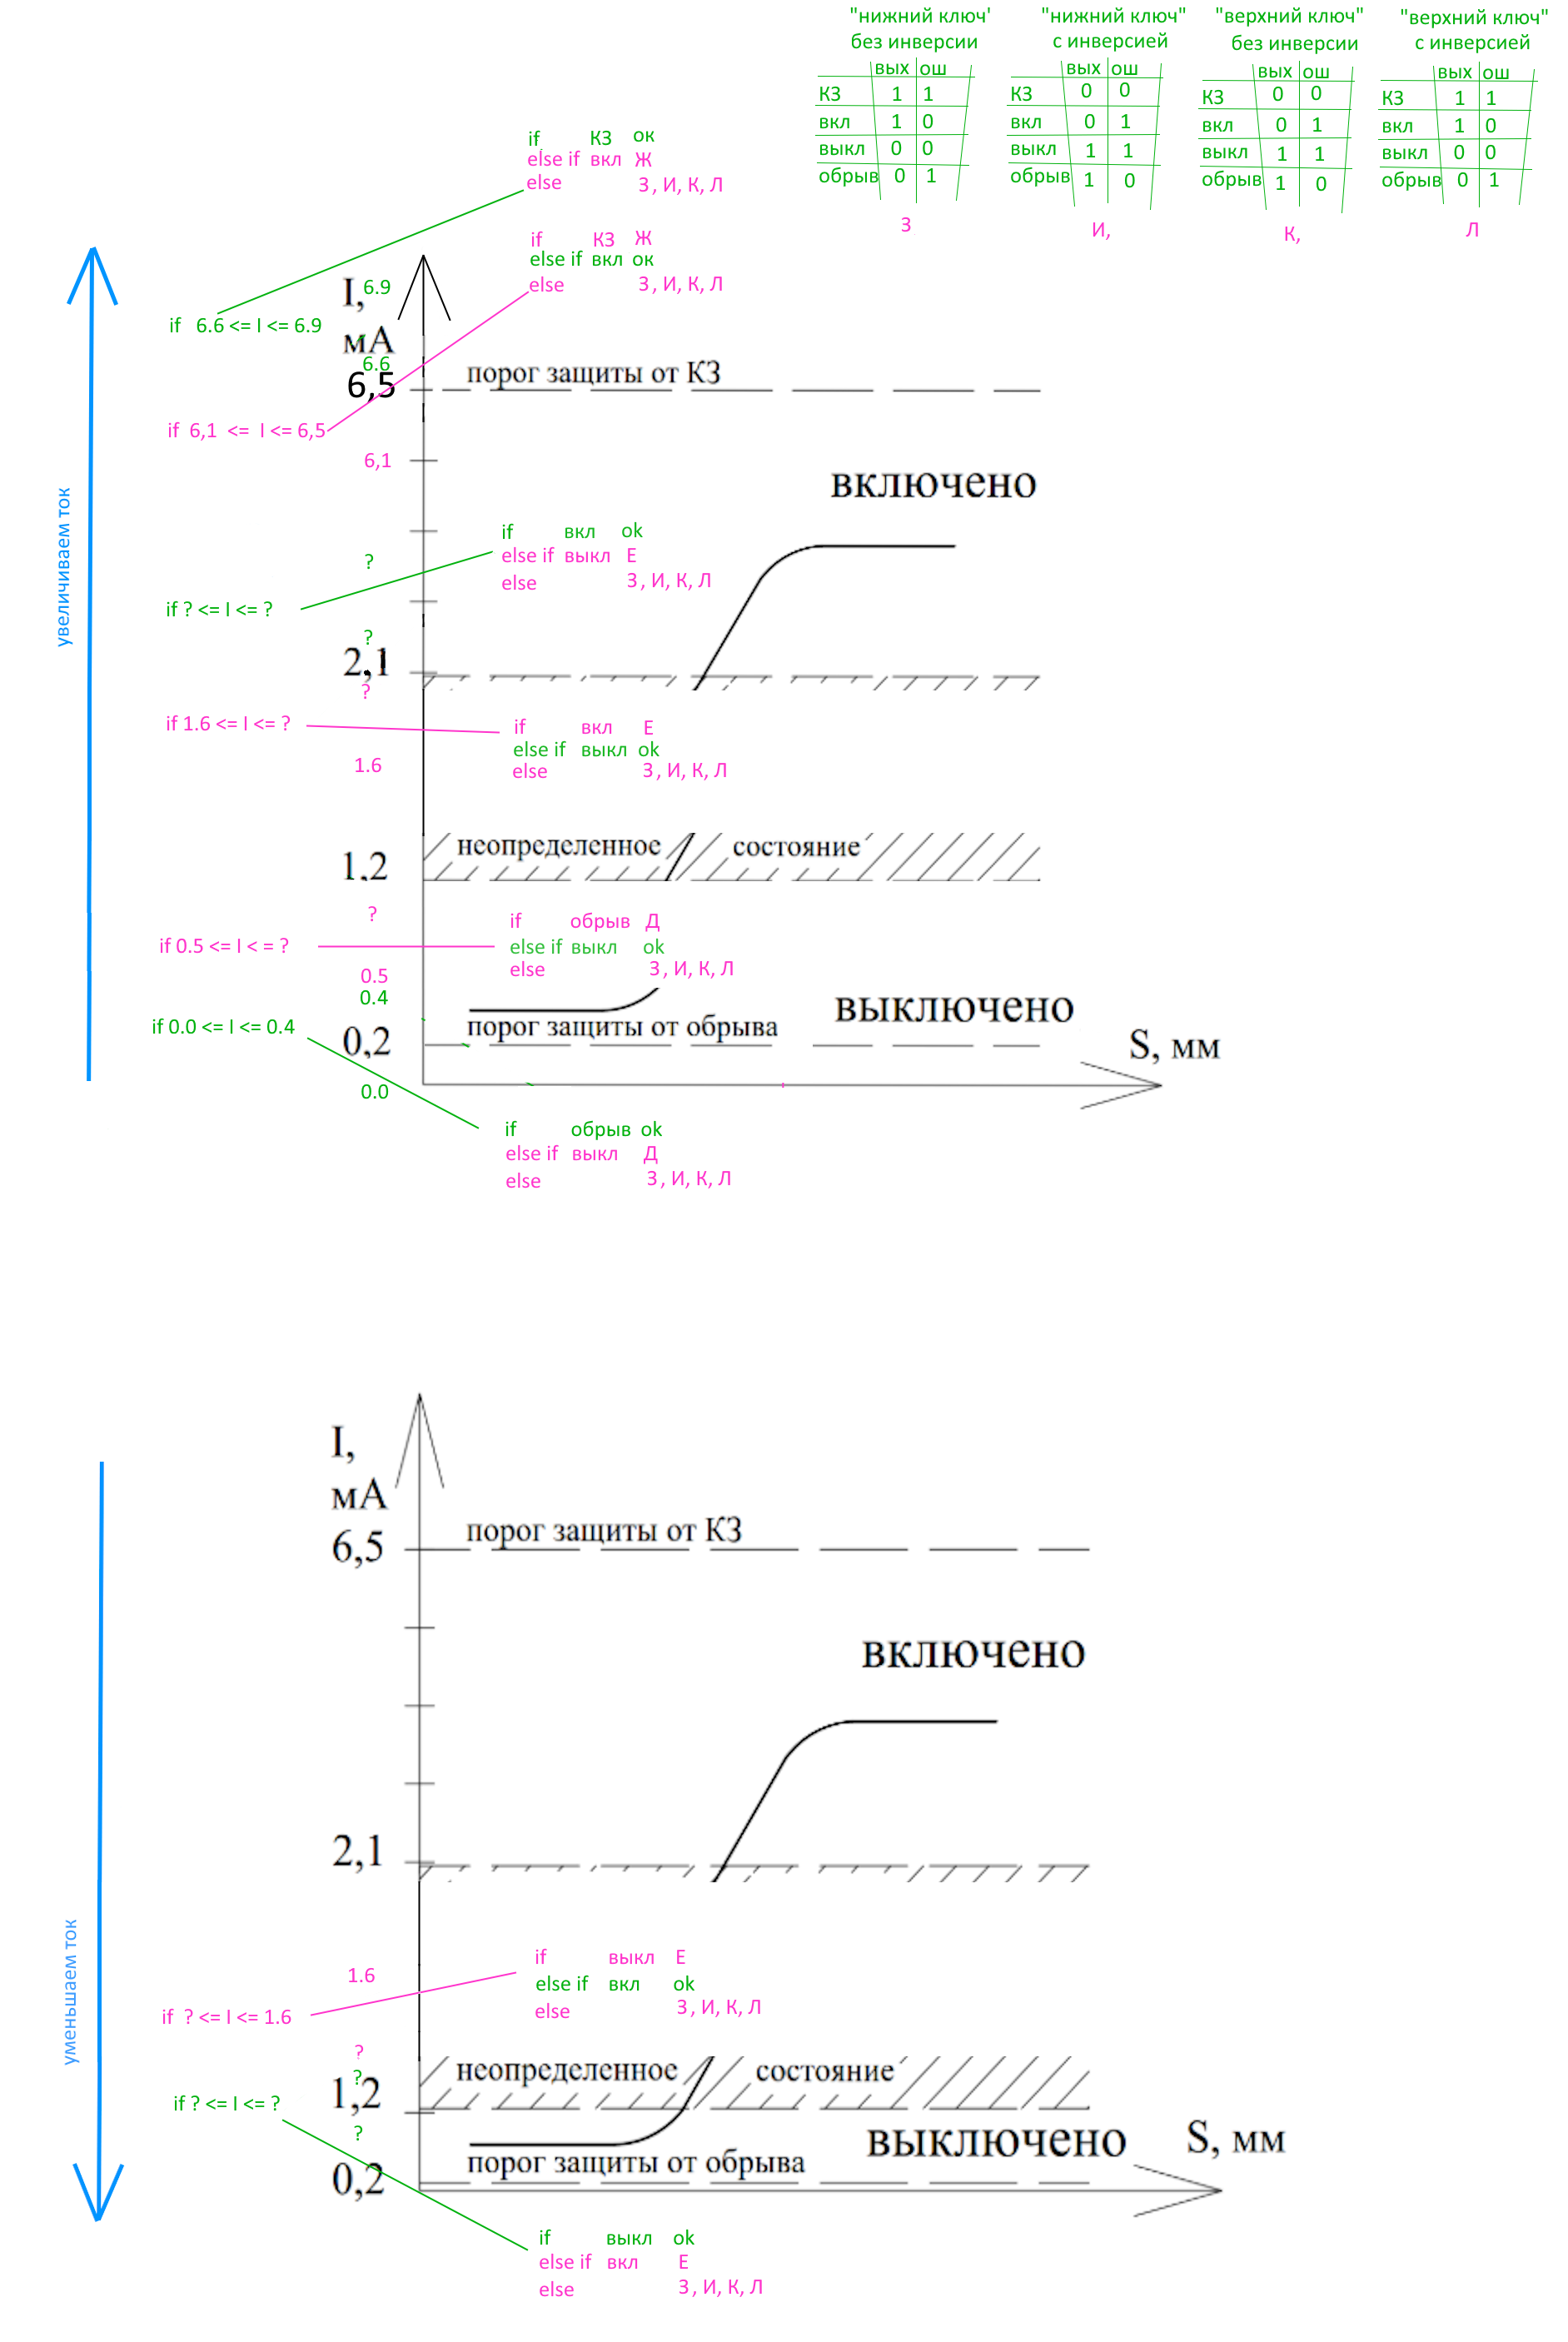 "нижний ключ'
без инверсии
вых ош
КЗ 1 1
вкл 1 0
выкл 0 0
обрыв 0 1
З
"нижний ключ"
с инверсией
вых ош
КЗ 0 0
вкл 0 1
выкл 1 1
обрыв 1 0
И,
"верхний ключ"
без инверсии
вых ош
КЗ 0 0
вкл 0 1
выкл 1 1
обрыв 1 0
К,
"верхний ключ"
с инверсией
вых ош
КЗ 1 1
вкл 1 0
выкл 0 0
обрыв 0 1
Л
if КЗ ок
else if вкл Ж
else З, И, К, Л
if КЗ Ж
else if вкл ок
else З, И, К, Л
увеличиваем ток
I,
мА
6.9
if 6.6 <= I <= 6.9
6.6
6,5
порог защиты от КЗ
if 6,1 <= I <= 6,5
6,1
включено
if вкл ok
else if выкл Е
else З, И, К, Л
?
if ? <= I <= ?
?
2,1
?
if 1.6 <= I <= ?
if вкл Е
else if выкл ok
else З, И, К, Л
1.6
неопределенное состояние
1,2
?
if обрыв Д
else if выкл ok
else З, И, К, Л
if 0.5 <= I < = ?
0.5
0.4
выключено
if 0.0 <= I <= 0.4
порог защиты от обрыва
0,2
S, мм
0.0
if обрыв ok
else if выкл Д
else З, И, К, Л
уменьшаем ток
I,
мА
6,5
порог защиты от КЗ
включено
2,1
if выкл Е
else if вкл ok
else З, И, К, Л
1.6
if ? <= I <= 1.6
?
неопределенное состояние
?
1,2
if ? <= I <= ?
?
выключено
S, мм
порог защиты от обрыва
0,2
if выкл ok
else if вкл Е
else З, И, К, Л